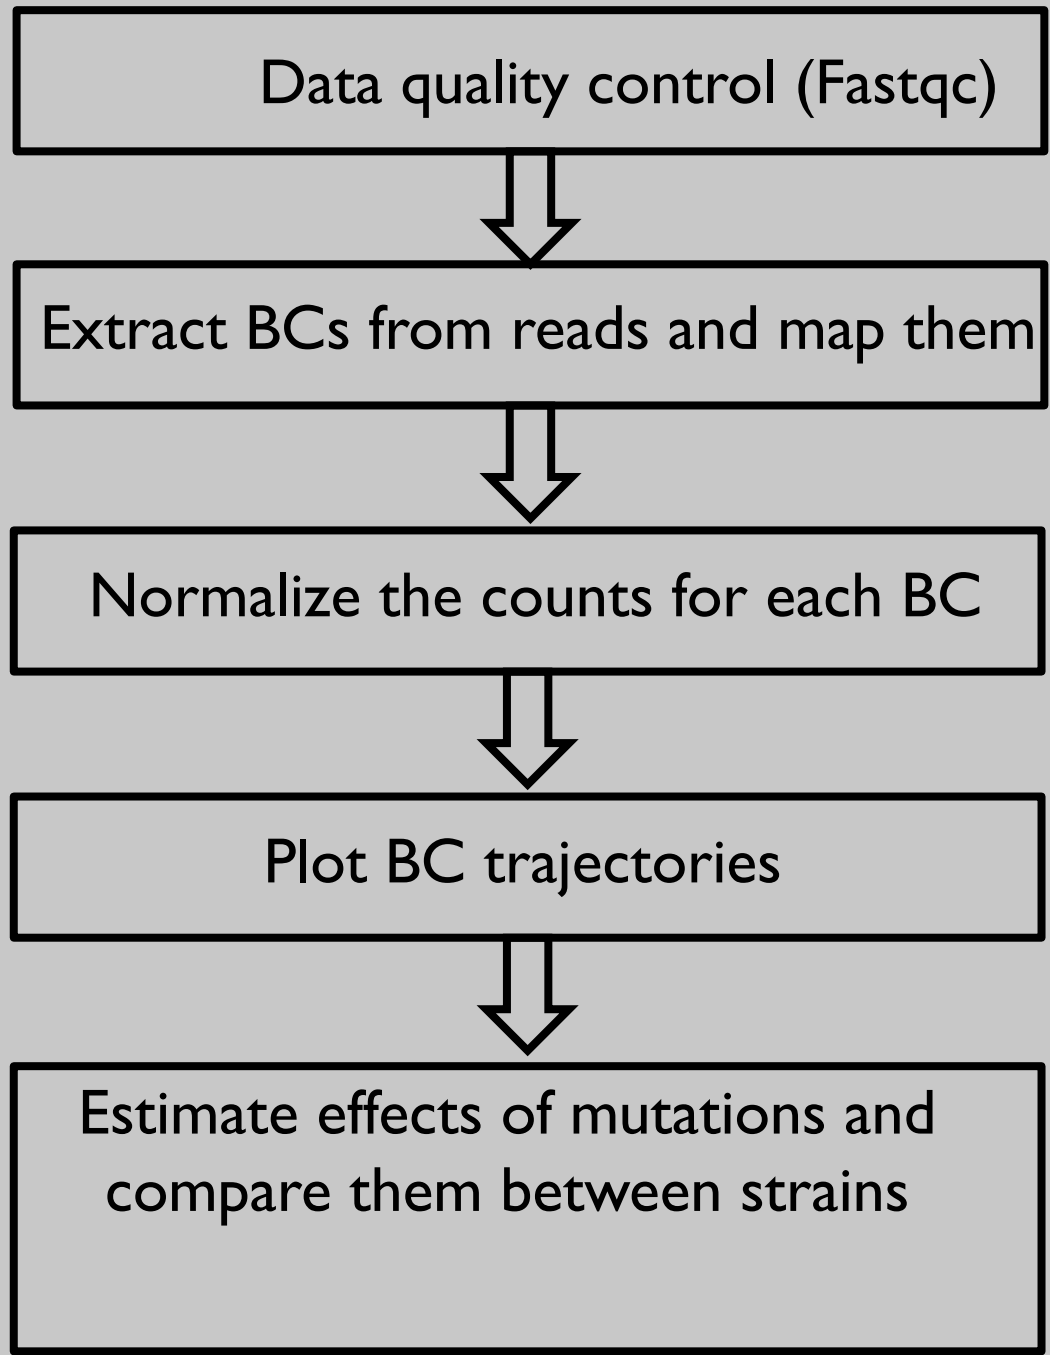 Data quality control (Fastqc)
Extract BCs from reads and map them
Normalize the counts for each BC
Plot BC trajectories
Estimate effects of mutations and
compare them between strains